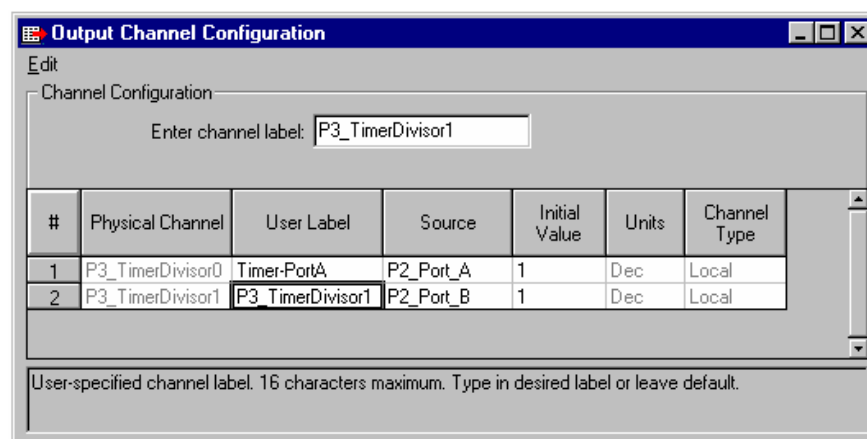 Output Channel Configuration
Edit
Channel Configuration
Enter channel label: P3_TimerDivisor1
# Physical Channel User Label Source Initial Value Units Channel Type
1 P3_TimerDivisor0 Timer-PortA P2_Port_A 1 Dec Local
2 P3_TimerDivisor1 P3_TimerDivisor1 P2_Port_B 1 Dec Local
User-specified channel label. 16 characters maximum. Type in desired label or leave default.